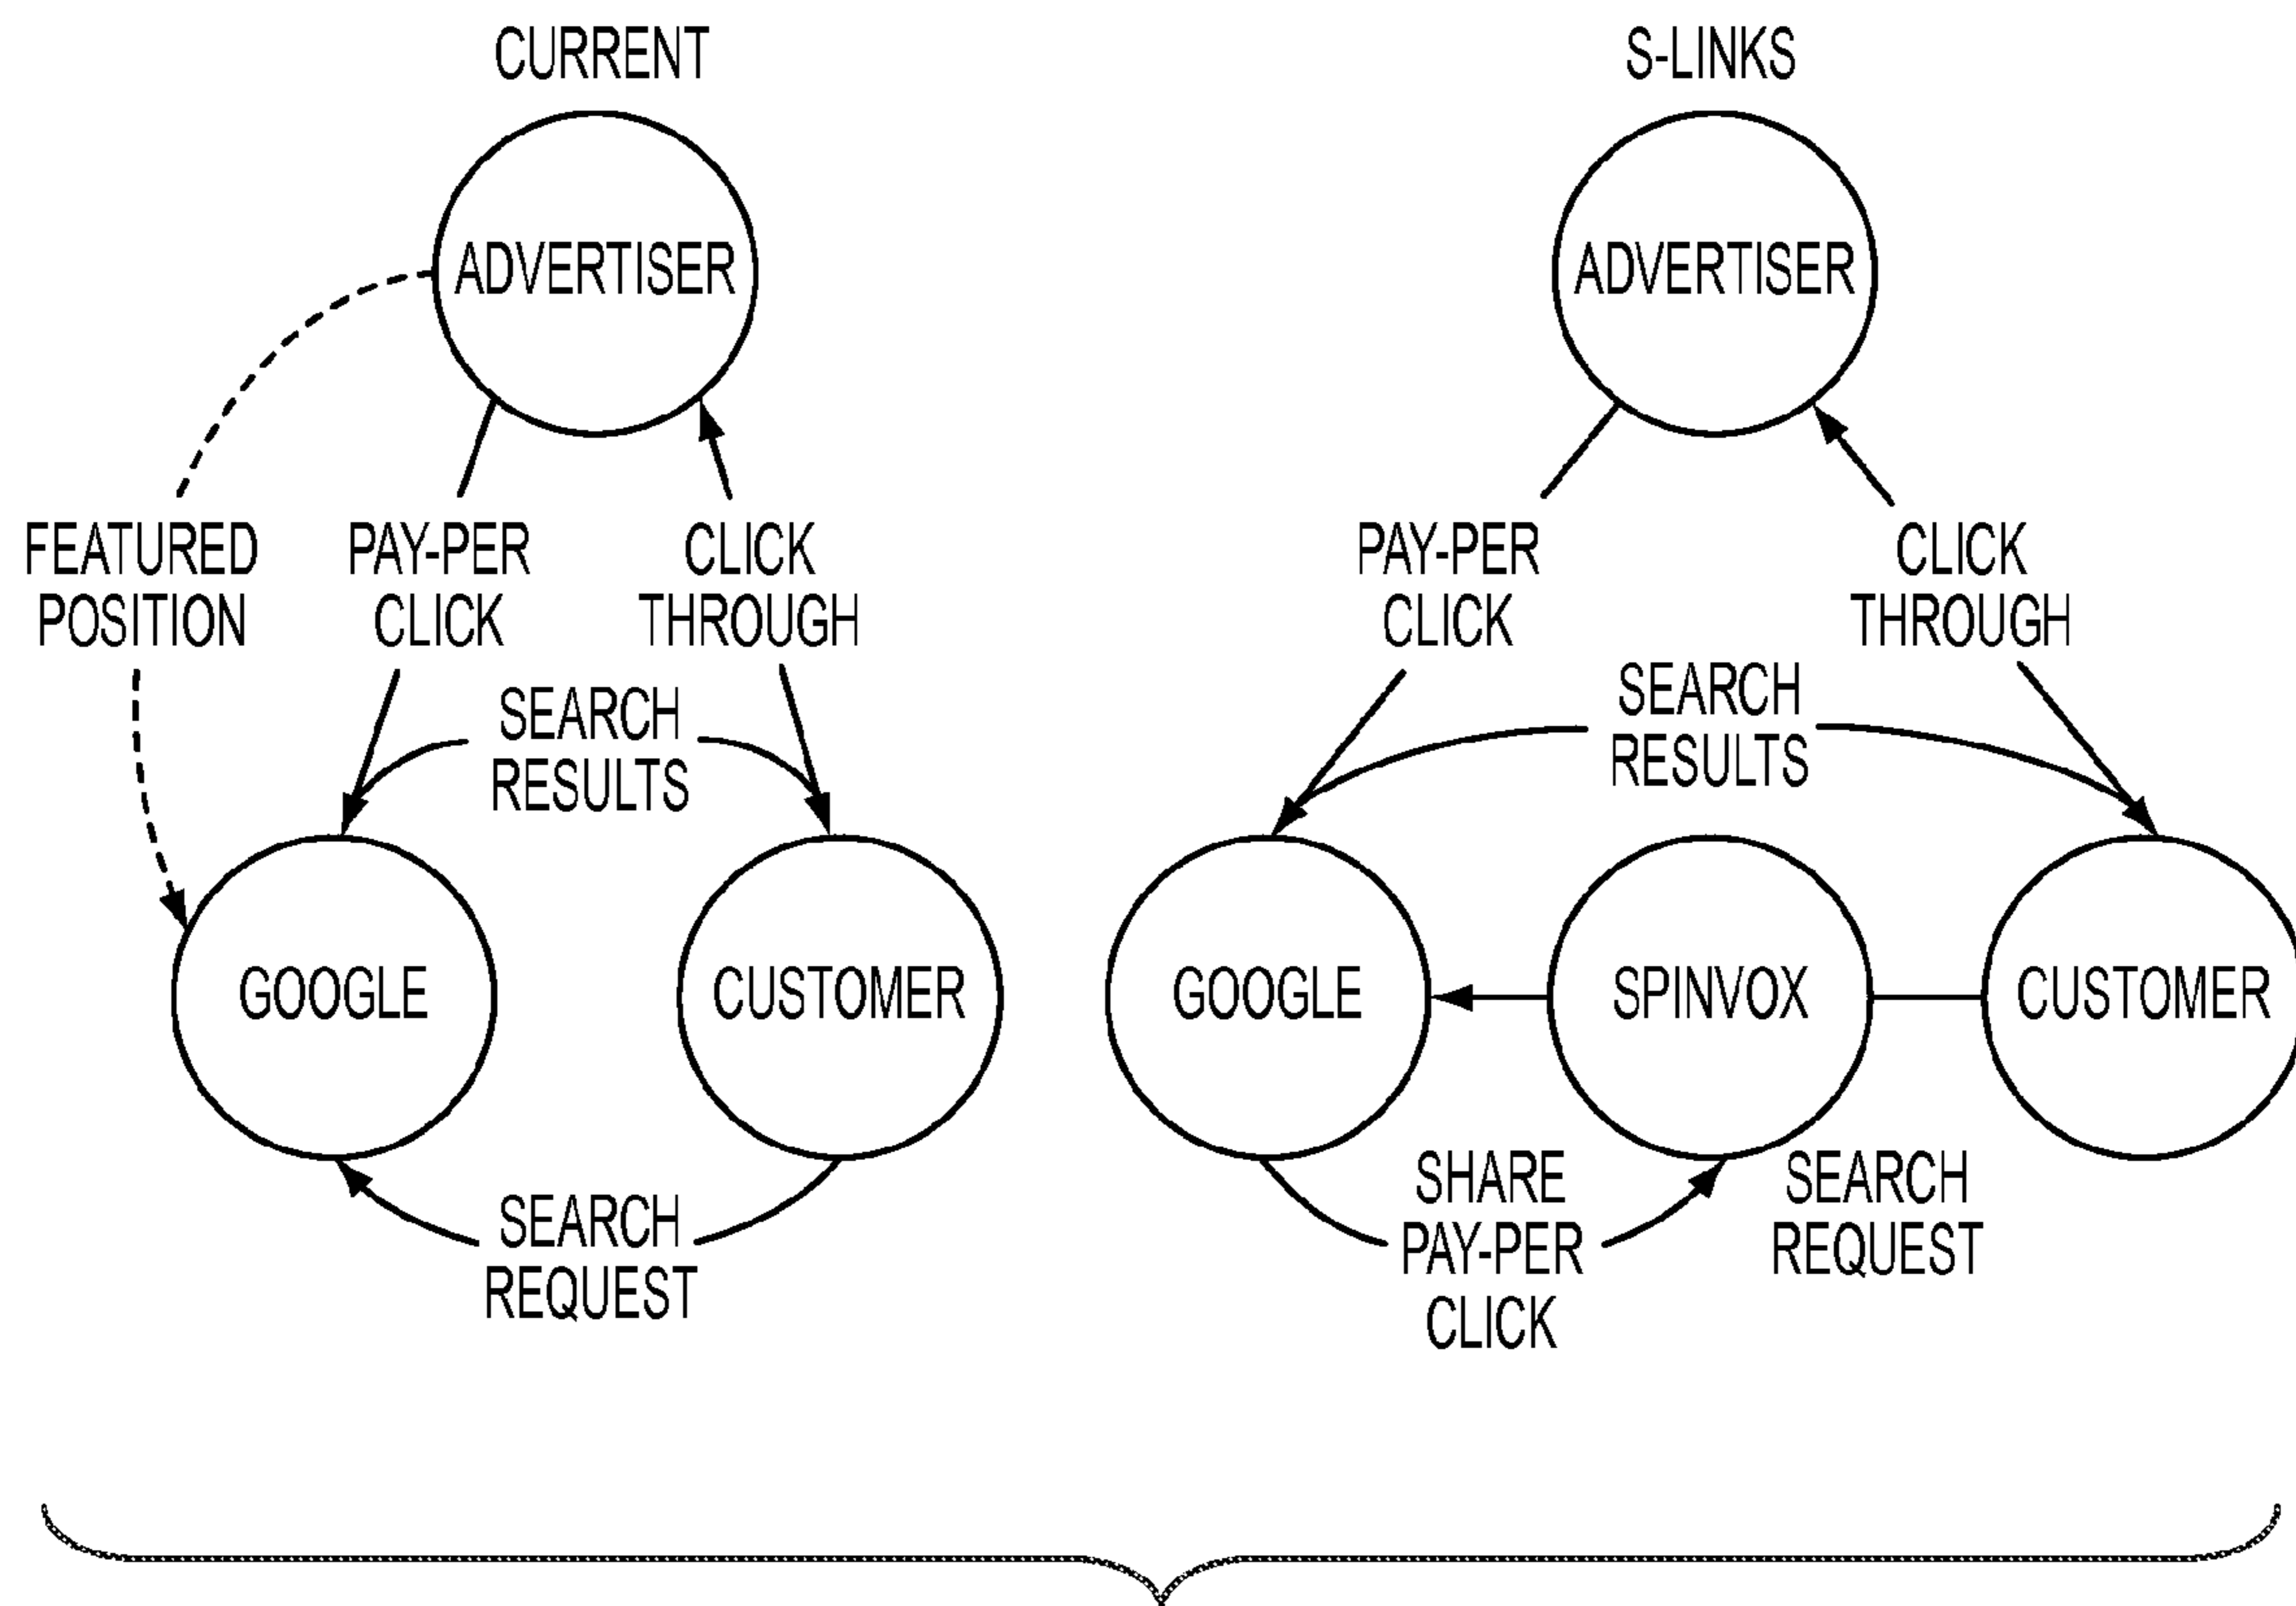 CURRENT
ADVERTISER
FEATURED
POSITION
PAY-PER
CLICK
CLICK
THROUGH
SEARCH
RESULTS
GOOGLE
CUSTOMER
SEARCH
REQUEST
S-LINKS
ADVERTISER
PAY-PER
CLICK
CLICK
THROUGH
SEARCH
RESULTS
GOOGLE
SPINVOX
CUSTOMER
SHARE
PAY-PER
CLICK
SEARCH
REQUEST